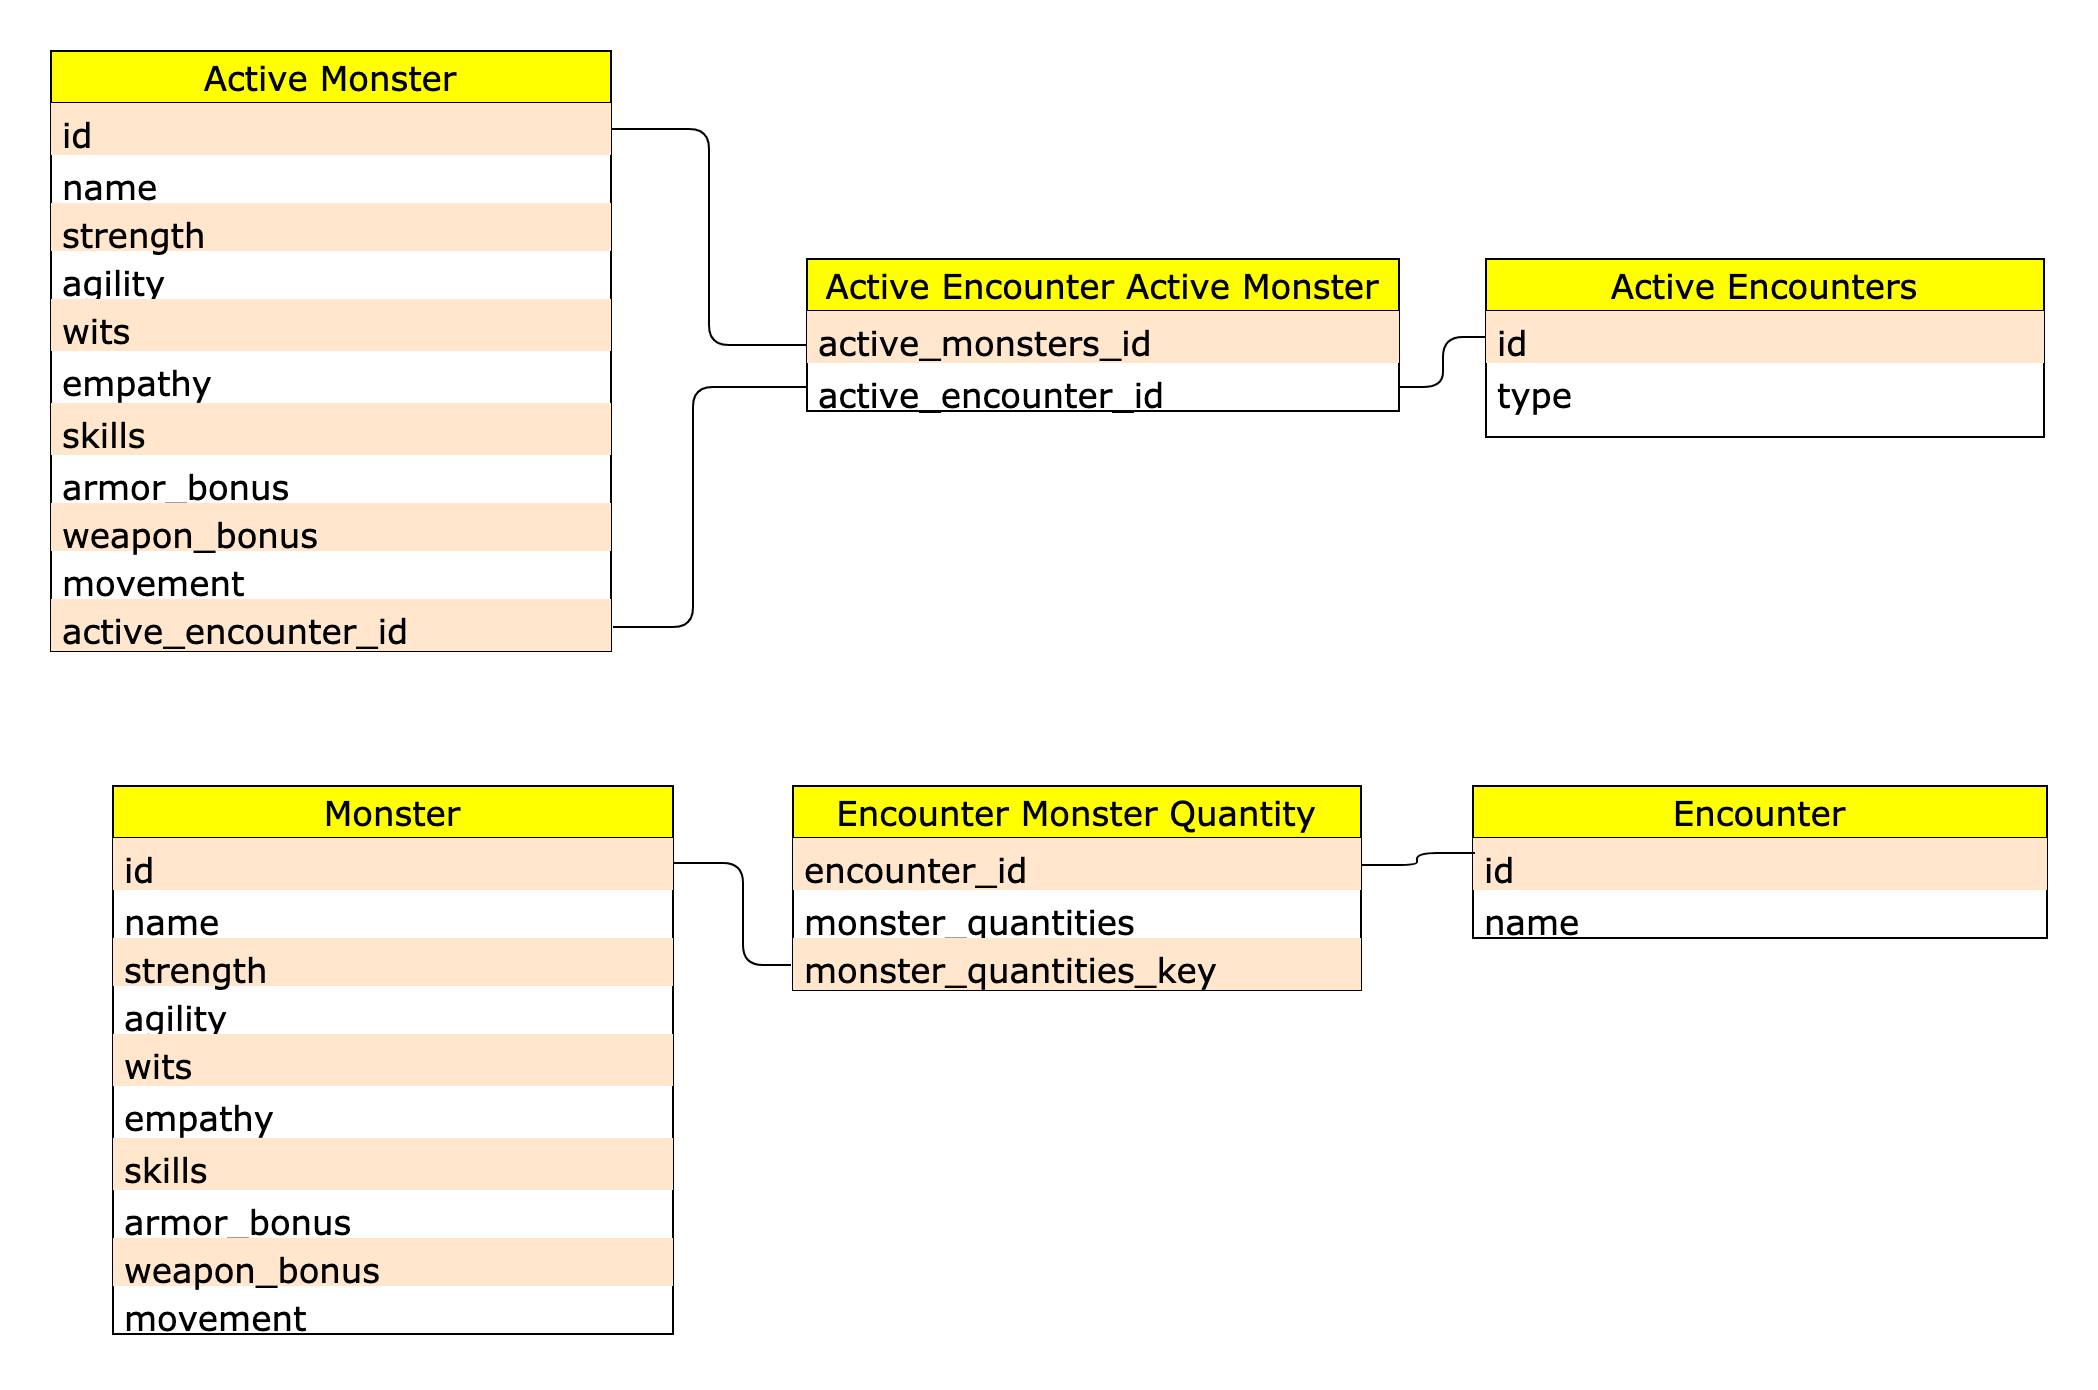 Active Monster
id
name
strength
agility
wits
empathy
skills
armor_bonus
weapon_bonus
movement
active_encounter_id
Active Encounter Active Monster
active_monsters_id
active_encounter_id
Active Encounters
id
type
Monster
id
name
strength
agility
wits
empathy
skills
armor_bonus
weapon_bonus
movement
Encounter Monster Quantity
encounter_id
monster_quantities
monster_quantities_key
Encounter
id
name